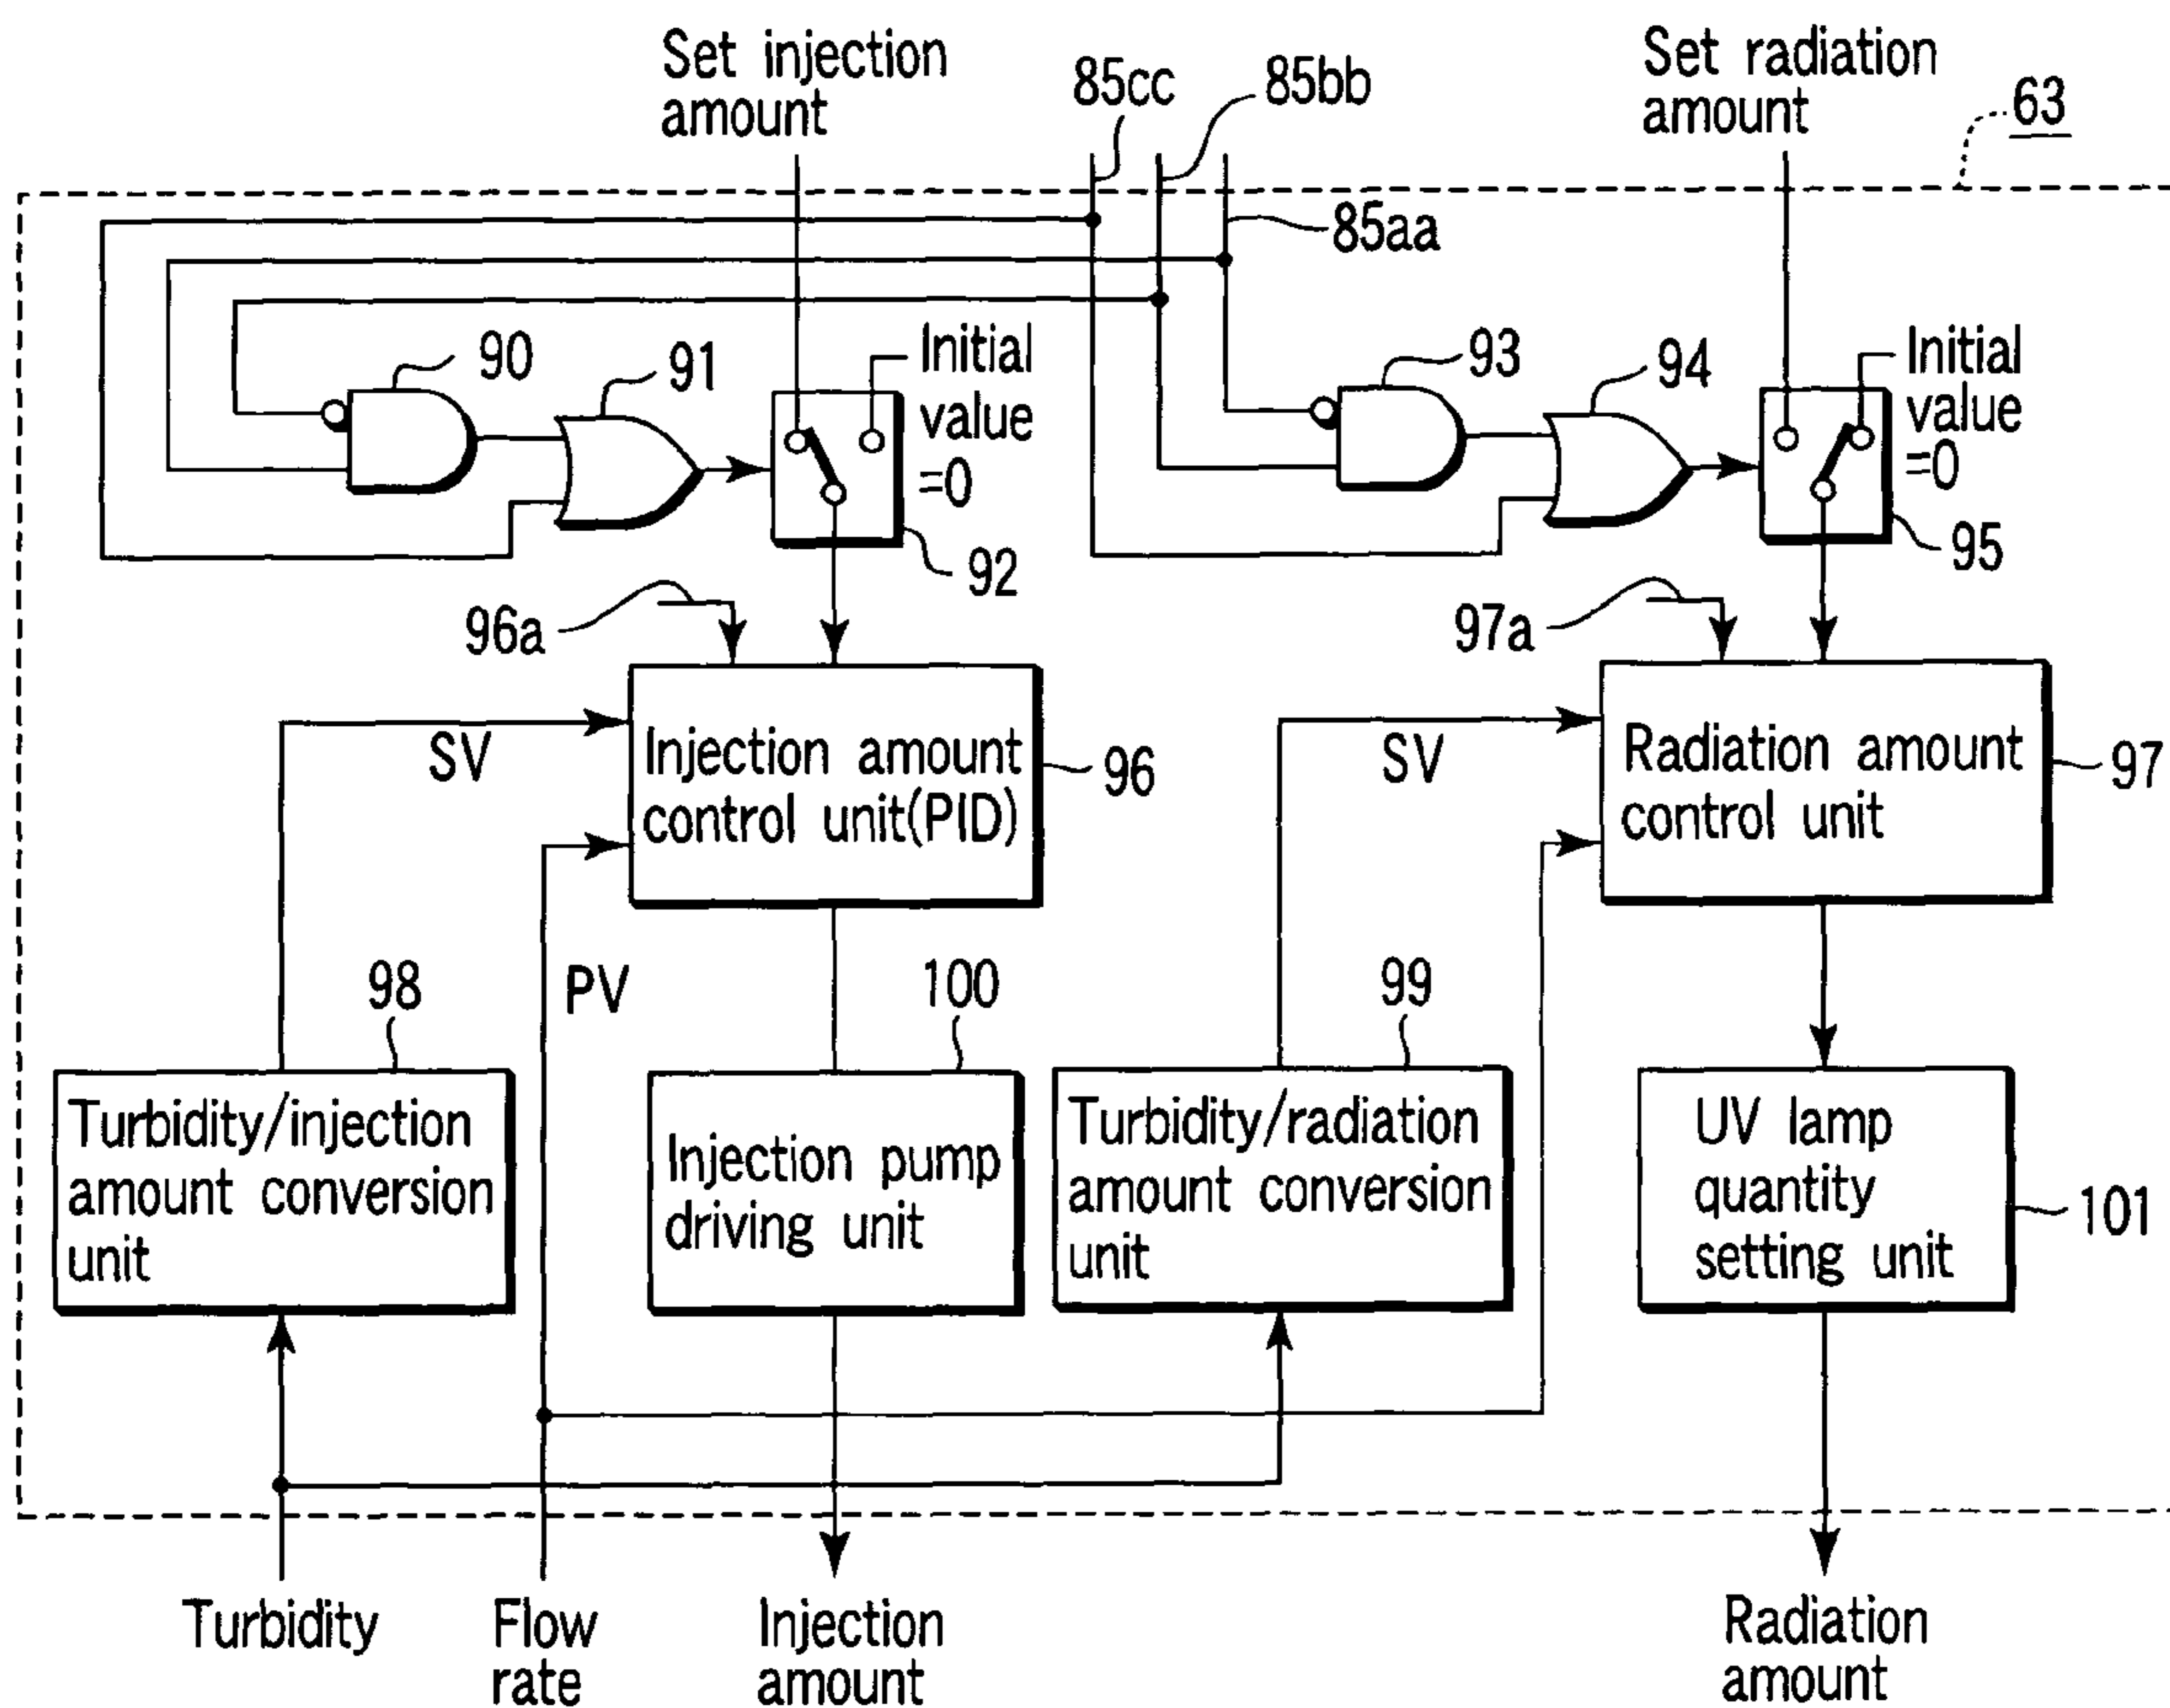 Set injection
amount
85cc
85bb
Set radiation
amount
63
85aa
90
91
Initial
value
=0
92
93
94
Initial
value
=0
95
96a
97a
SV
Injection amount
control unit(PID)
96
SV
Radiation amount
control unit
97
98
PV
100
99
Turbidity/injection
amount conversion
unit
Injection pump
driving unit
Turbidity/radiation
amount conversion
unit
UV lamp
quantity
setting unit
101
Turbidity
Flow
rate
Injection
amount
Radiation
amount